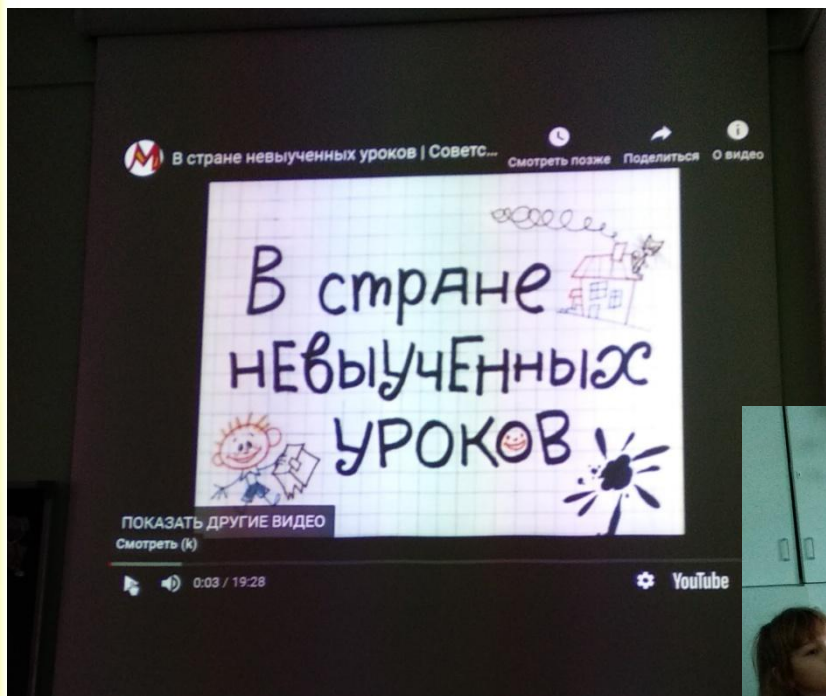 В стране невыученных уроков | Советс...
Смотреть позже
Поделиться
О видео
В стрАне
нЕвыУчЕнных
УРОКОВ
ПОКАЗАТЬ ДРУГИЕ ВИДЕО
Смотреть (k)
0:03 / 19:28
YouTube